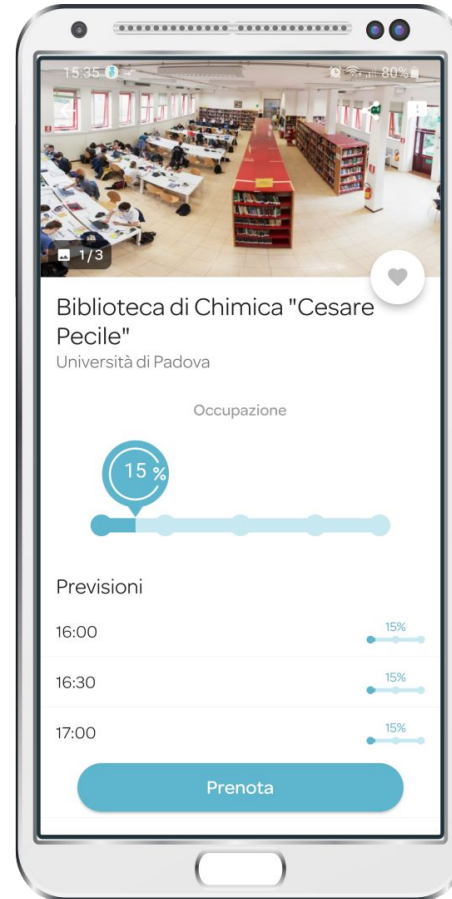 15:35
80%
1/3
Biblioteca di Chimica "Cesare
Pecile"
Università di Padova
Occupazione
15 %
Previsioni
16:00
15%
16:30
15%
17:00
15%
Prenota